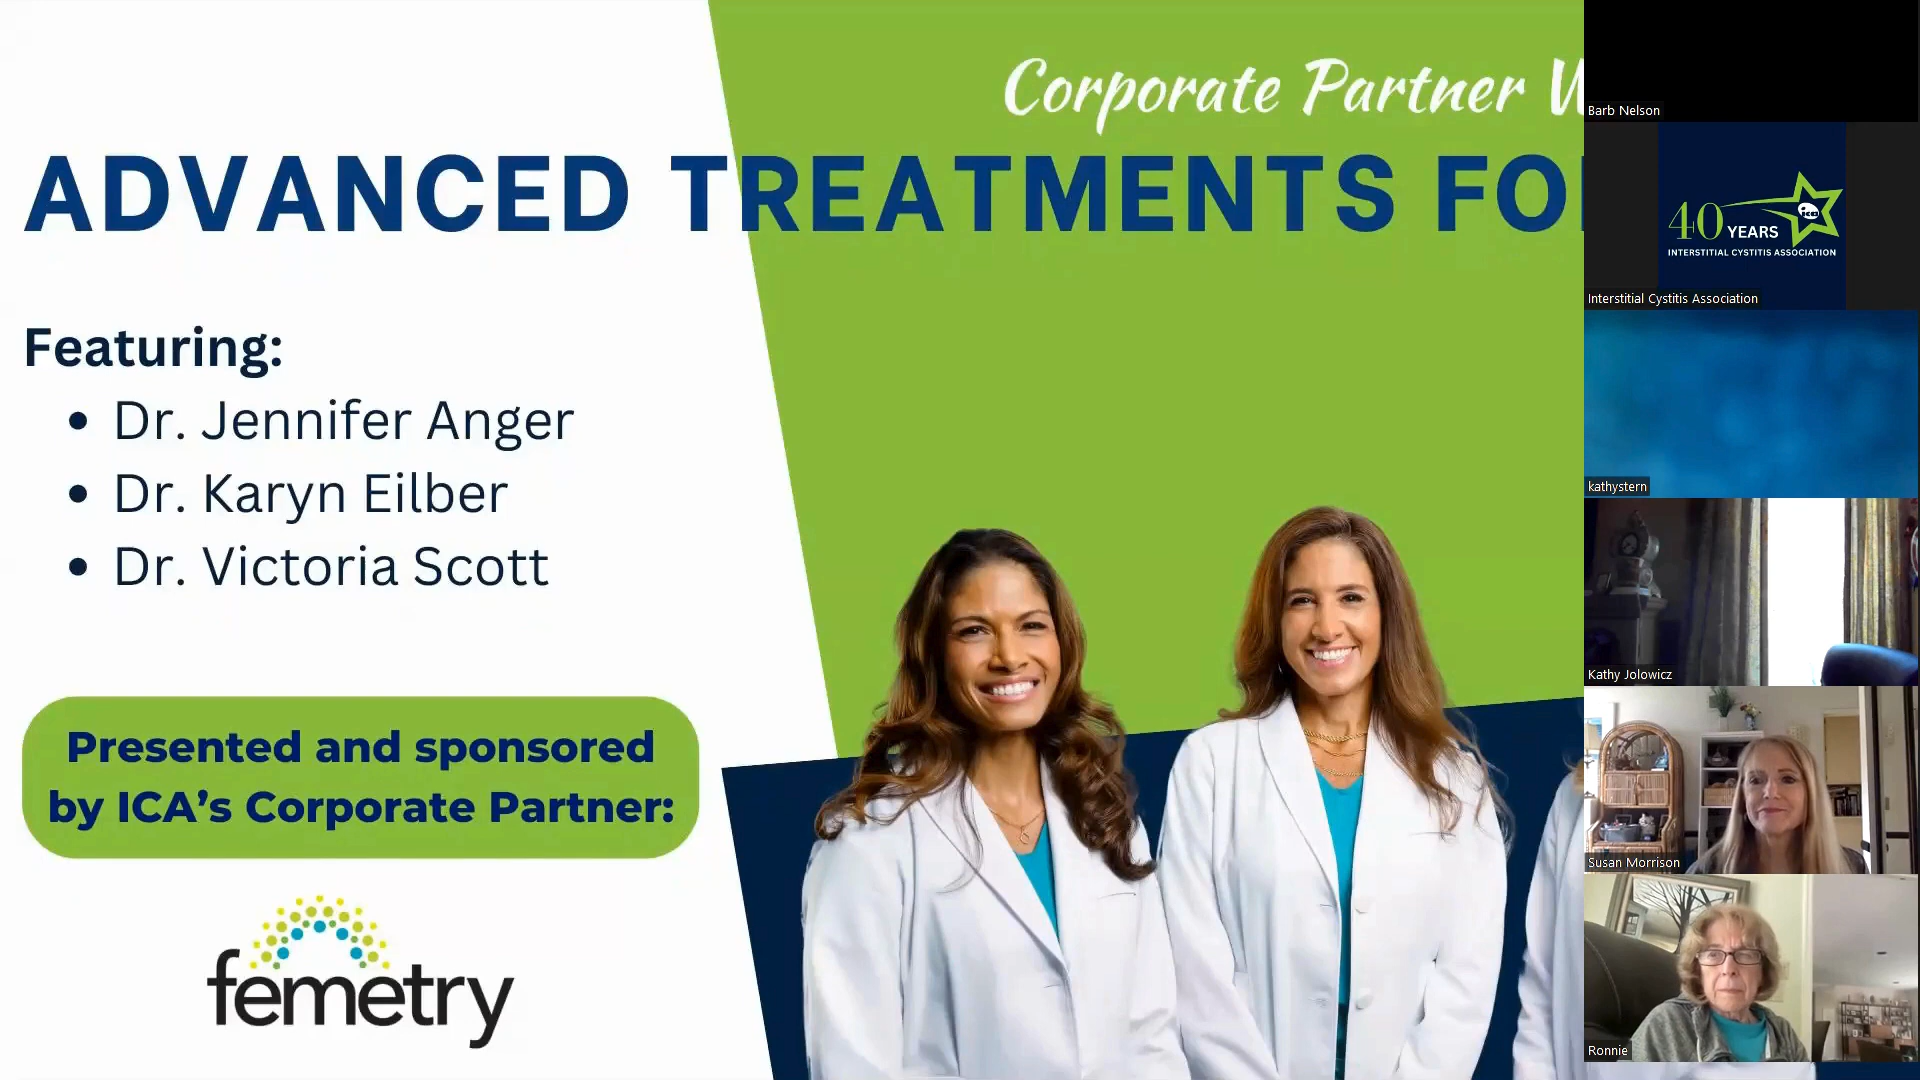 Corporate Partner W
ADVANCED TREATMENTS FO
Featuring:
• Dr. Jennifer Anger
• Dr. Karyn Eilber
• Dr. Victoria Scott
Presented and sponsored
by ICA’s Corporate Partner:
femetry
Barb Nelson
40 YEARS
ica
INTERSTITIAL CYSTITIS ASSOCIATION
Interstitial Cystitis Association
kathystern
Kathy Jolowicz
Susan Morrison
Ronnie